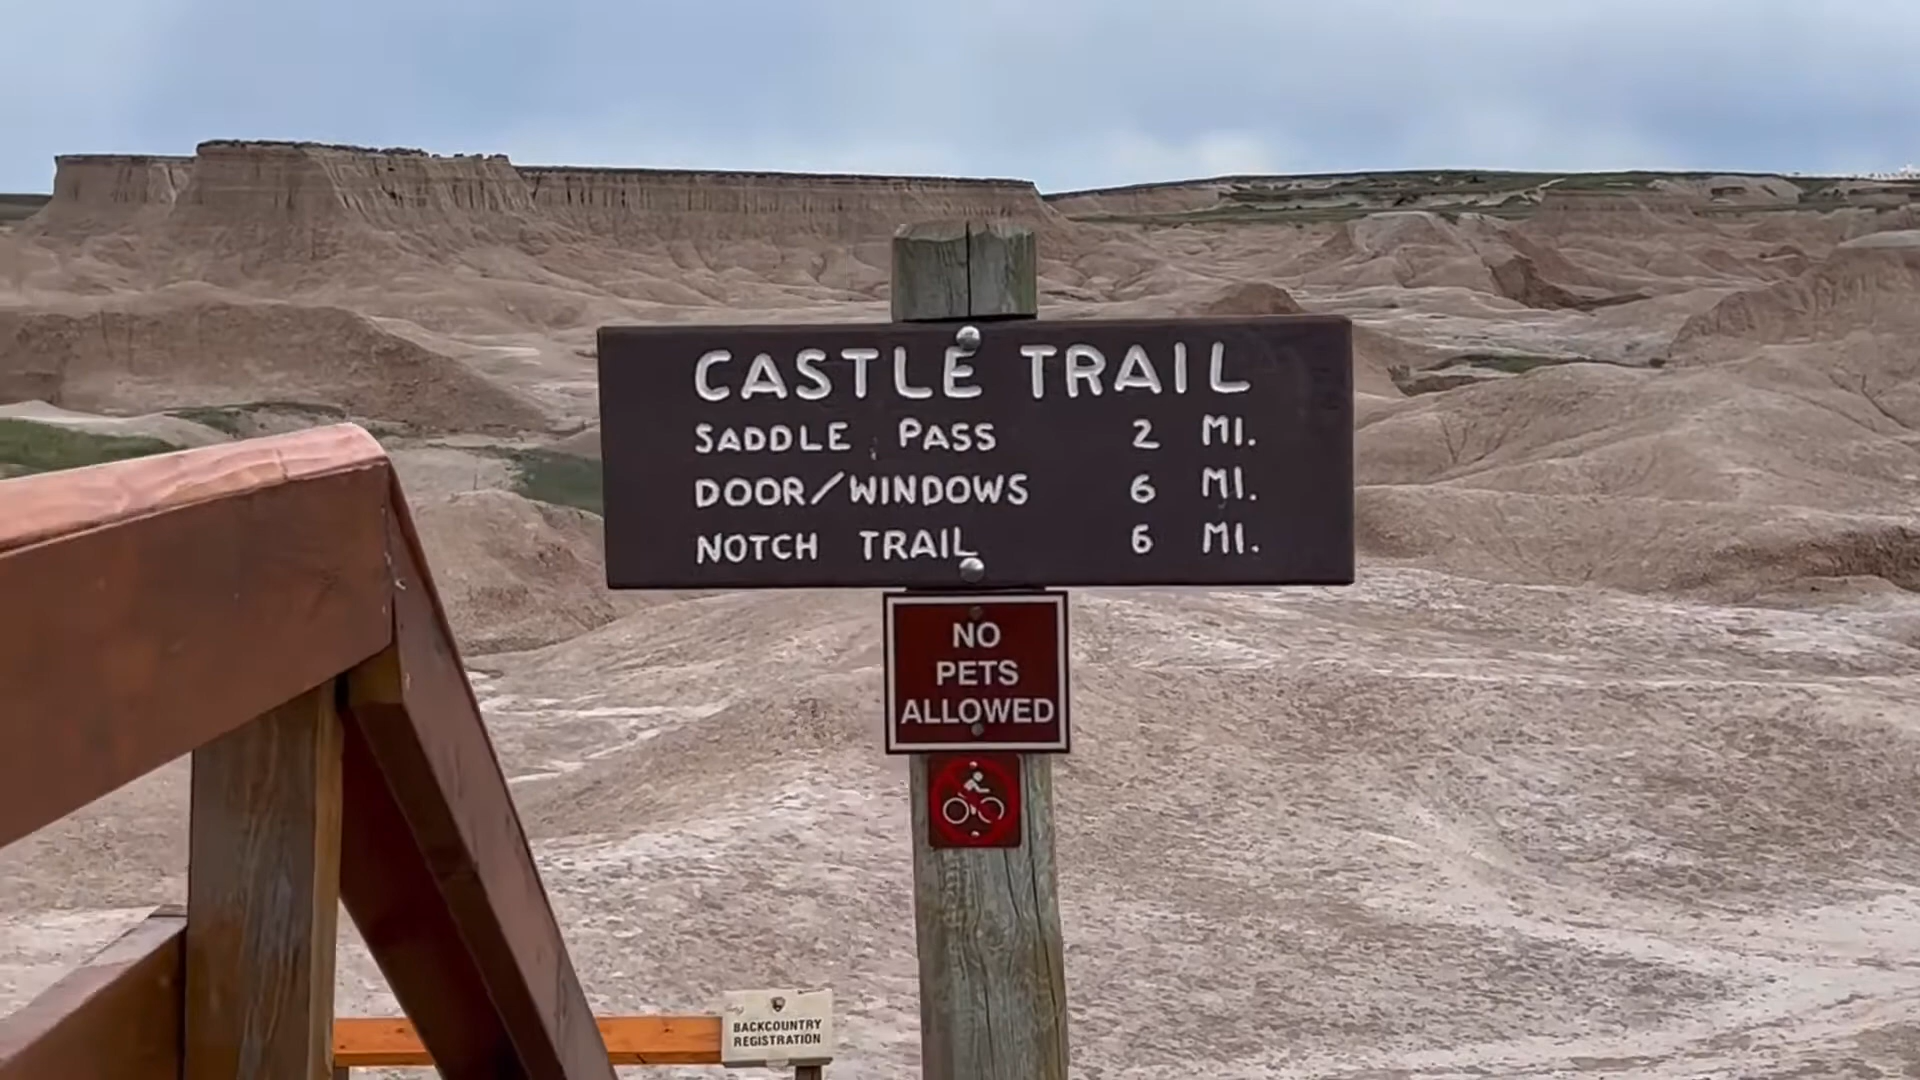 CASTLE TRAIL
SADDLE PASS 2 MI.
DOOR/WINDOWS 6 MI.
NOTCH TRAIL 6 MI.
NO
PETS
ALLOWED
BACKCOUNTRY
REGISTRATION